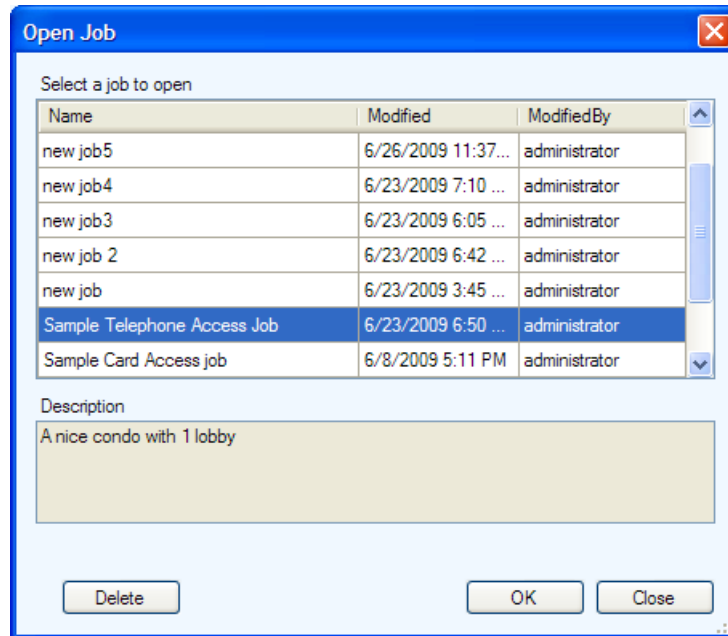 Open Job
Select a job to open
Name Modified ModifiedBy
new job5 6/26/2009 11:37... administrator
new job4 6/23/2009 7:10 ... administrator
new job3 6/23/2009 6:05 ... administrator
new job 2 6/23/2009 6:42 ... administrator
new job 6/23/2009 3:45 ... administrator
Sample Telephone Access Job 6/23/2009 6:50 ... administrator
Sample Card Access job 6/8/2009 5:11 PM administrator
Description
A nice condo with 1 lobby
Delete OK Close